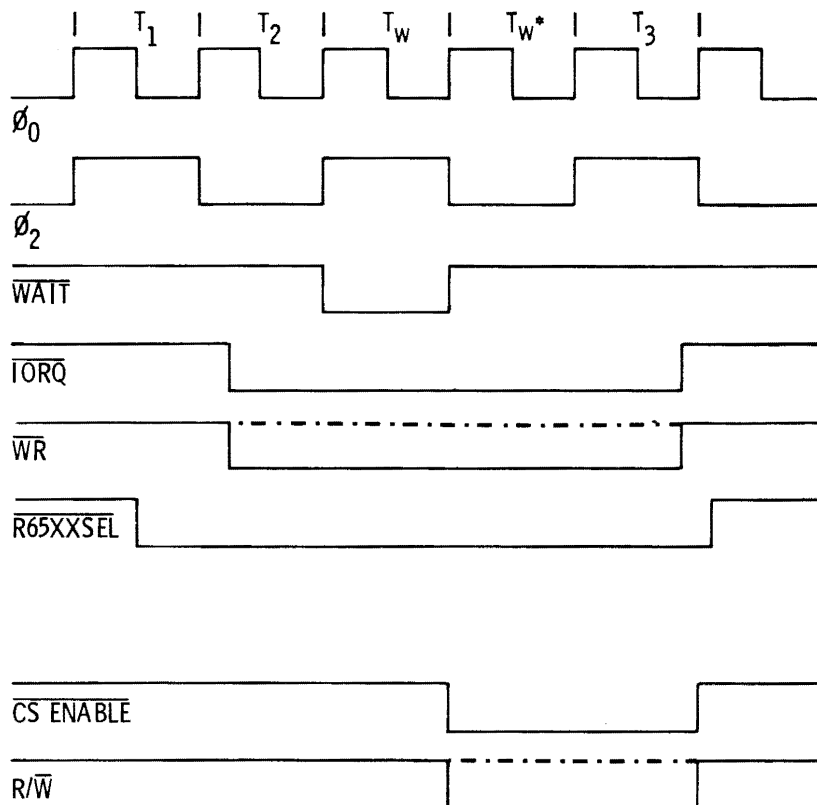 T1 T2 Tw Tw* T3
Ø0
Ø2
WAIT
IORQ
WR
R65XXSEL
CS ENABLE
R/W